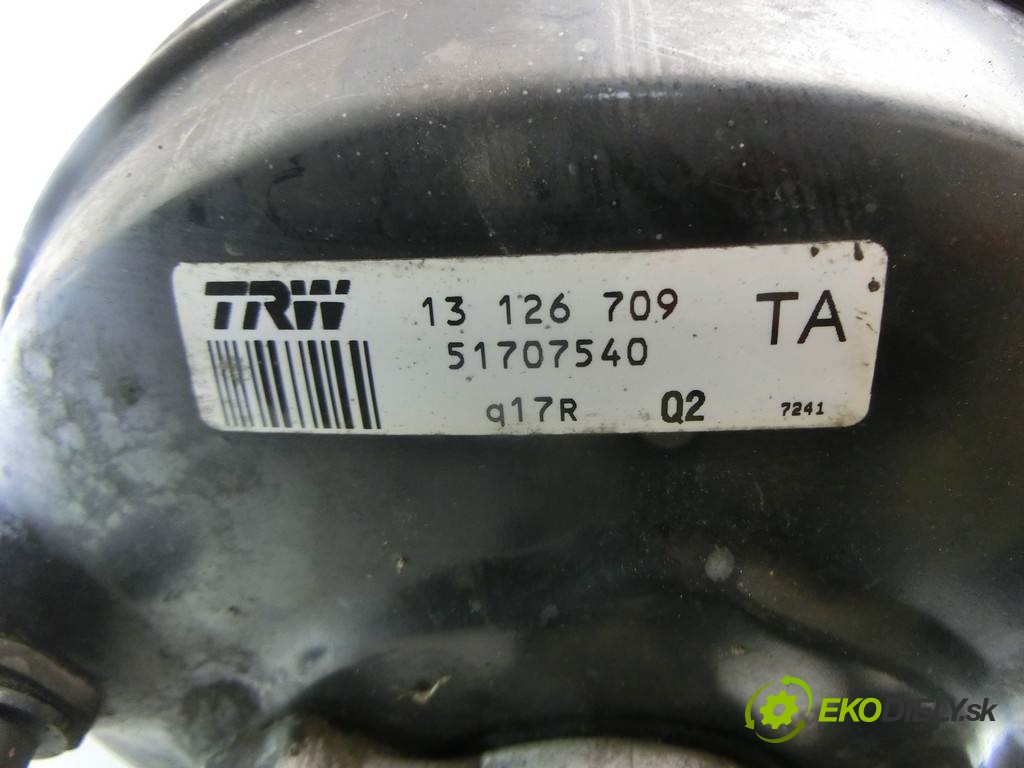 TRW 13 126 709 TA
51707540
q17R Q2 7241
EKODIELY.sk